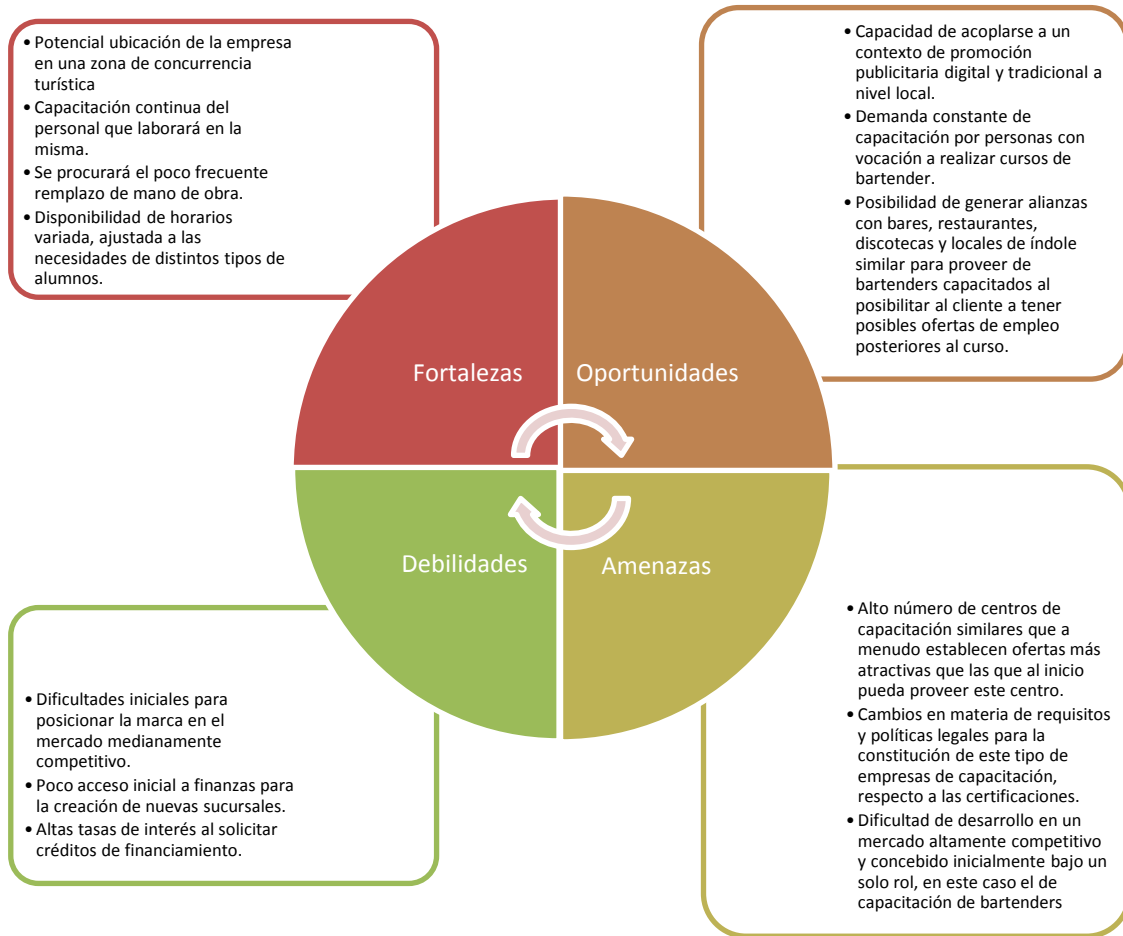 • Potencial ubicación de la empresa
en una zona de concurrencia
turística
• Capacitación continua del
personal que laborará en la
misma.
• Se procurará el poco frecuente
remplazo de mano de obra.
• Disponibilidad de horarios
variada, ajustada a las
necesidades de distintos tipos de
alumnos.
• Capacidad de acoplarse a un
contexto de promoción
publicitaria digital y tradicional a
nivel local.
• Demanda constante de
capacitación por personas con
vocación a realizar cursos de
bartender.
• Posibilidad de generar alianzas
con bares, restaurantes,
discotecas y locales de índole
similar para proveer de
bartenders capacitados al
posibilitar al cliente a tener
posibles ofertas de empleo
posteriores al curso.
Fortalezas
Oportunidades
Debilidades
Amenazas
• Dificultades iniciales para
posicionar la marca en el
mercado medianamente
competitivo.
• Poco acceso inicial a finanzas para
la creación de nuevas sucursales.
• Altas tasas de interés al solicitar
créditos de financiamiento.
• Alto número de centros de
capacitación similares que a
menudo establecen ofertas más
atractivas que las que al inicio
pueda proveer este centro.
• Cambios en materia de requisitos
y políticas legales para la
constitución de este tipo de
empresas de capacitación,
respecto a las certificaciones.
• Dificultad de desarrollo en un
mercado altamente competitivo
y concebido inicialmente bajo un
solo rol, en este caso el de
capacitación de bartenders